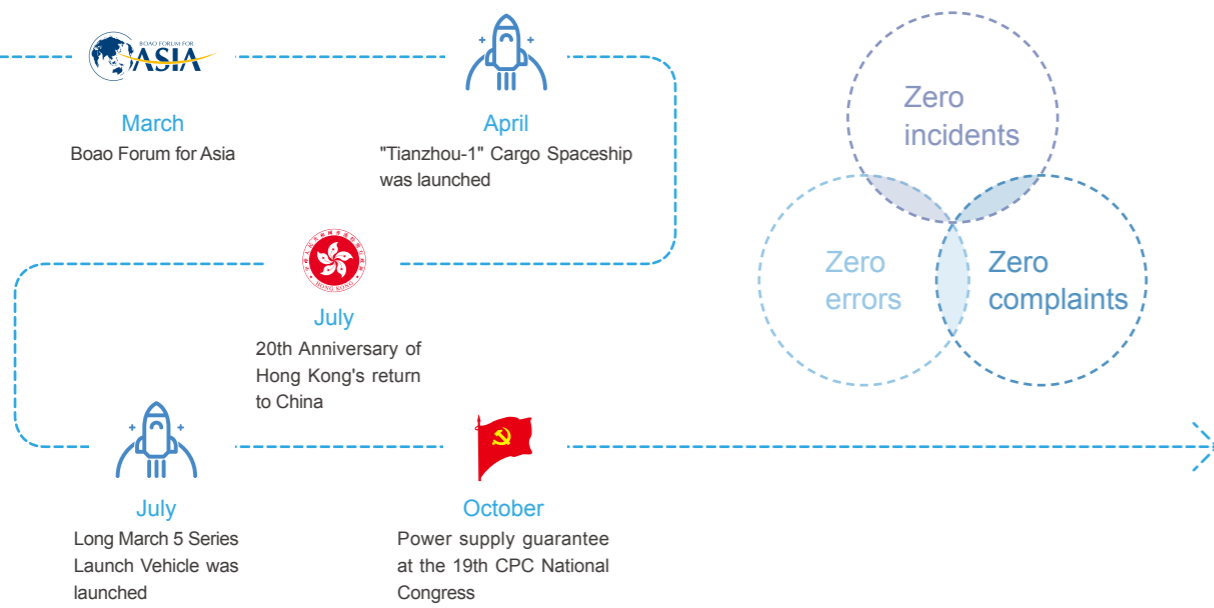 BOAO FORUM FOR
ASIA
March
Boao Forum for Asia
April
"Tianzhou-1" Cargo Spaceship
was launched
HONG KONG
July
20th Anniversary of
Hong Kong's return
to China
July
Long March 5 Series
Launch Vehicle was
launched
October
Power supply guarantee
at the 19th CPC National
Congress
Zero
incidents
Zero
errors
Zero
complaints